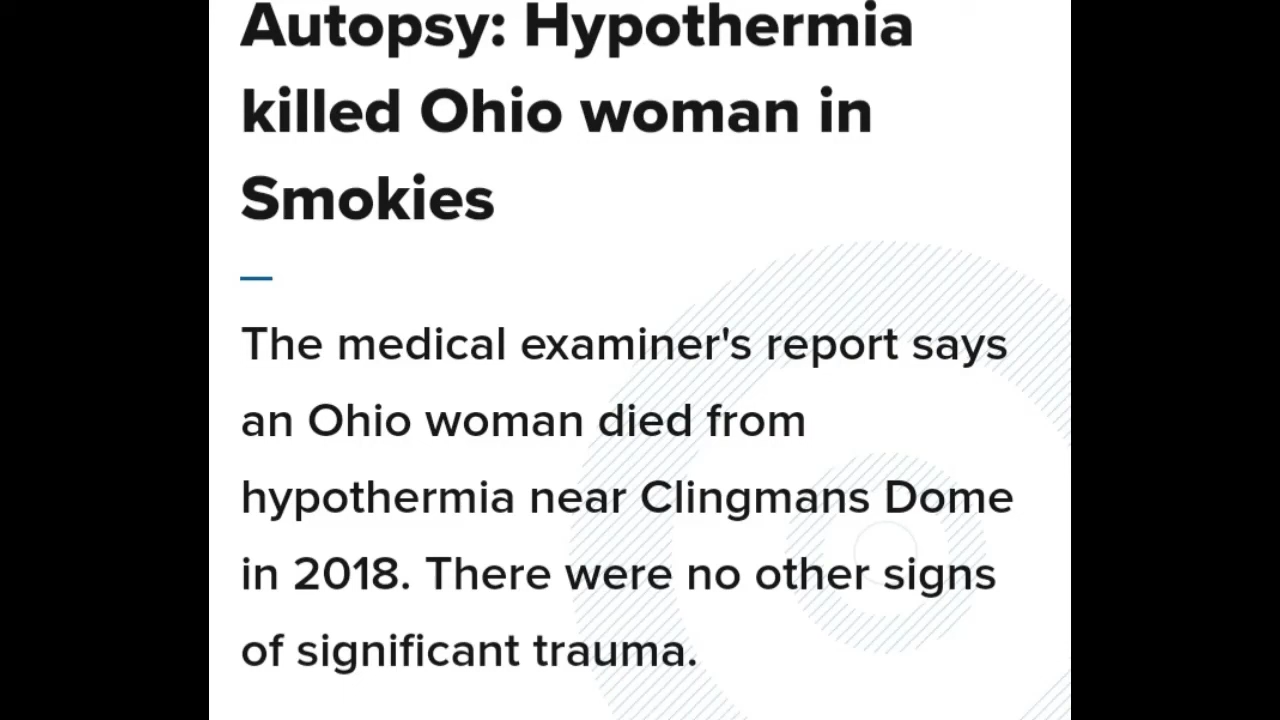 Autopsy: Hypothermia
killed Ohio woman in
Smokies
The medical examiner's report says
an Ohio woman died from
hypothermia near Clingmans Dome
in 2018. There were no other signs
of significant trauma.